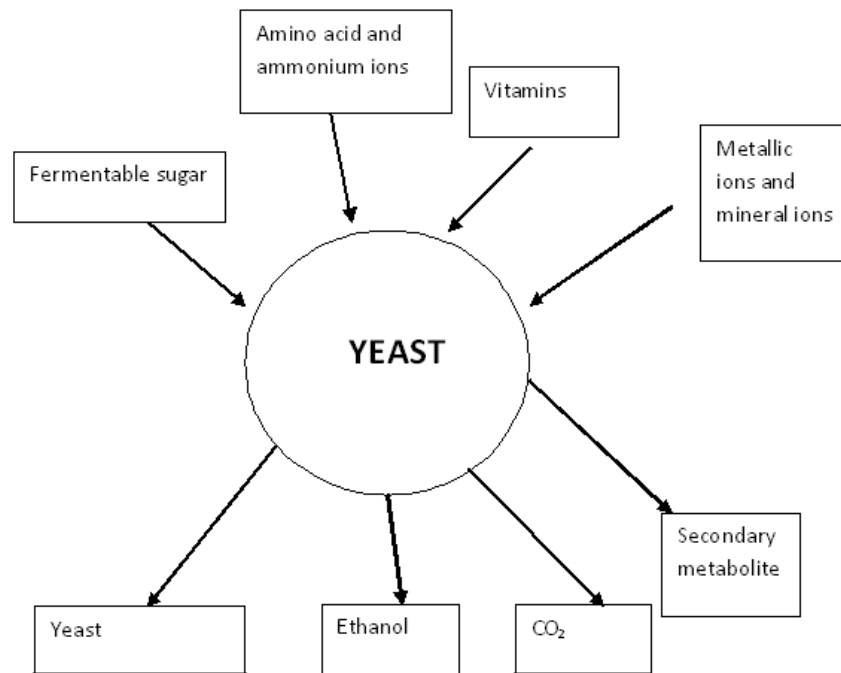 Amino acid and
ammonium ions
Vitamins
Fermentable sugar
Metallic
ions and
mineral ions
YEAST
Secondary
metabolite
Yeast
Ethanol
CO₂